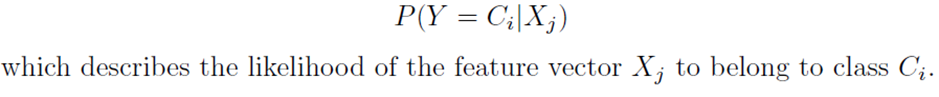 P(Y = C_i|X_j)
which describes the likelihood of the feature vector X_j to belong to class C_i.